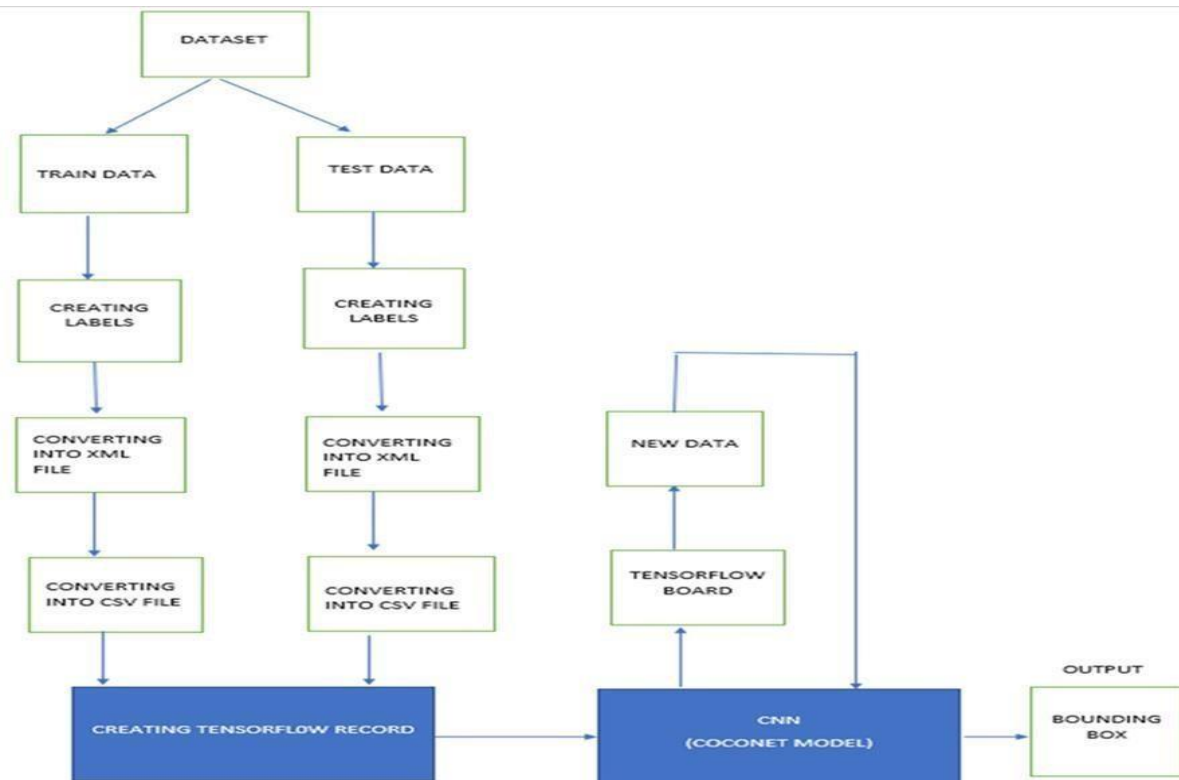 DATASET
TRAIN DATA
TEST DATA
CREATING
LABELS
CREATING
LABELS
CONVERTING
INTO XML
FILE
CONVERTING
INTO XML
FILE
NEW DATA
CONVERTING
INTO CSV FILE
CONVERTING
INTO CSV FILE
TENSORFLOW
BOARD
CREATING TENSORFLOW RECORD
CNN
(COCONET MODEL)
OUTPUT
BOUNDING
BOX